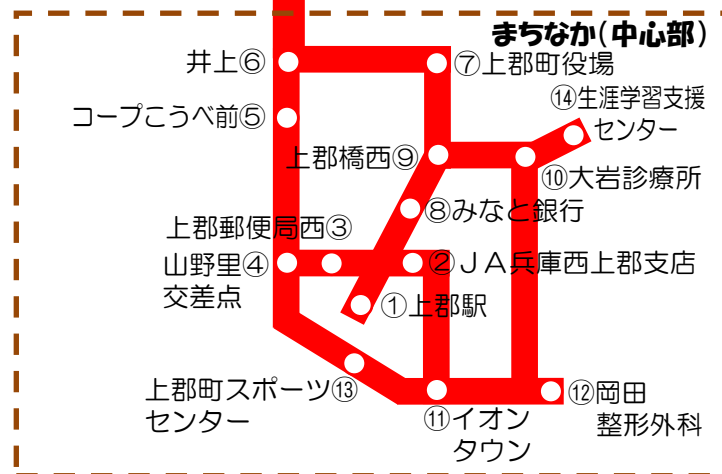 まちなか(中心部)
井上⑥
⑦上郡町役場
⑭生涯学習支援
センター
コープこうべ前⑤
上郡橋西⑨
⑩大岩診療所
⑧みなと銀行
上郡郵便局西③
山野里④
交差点
②JA兵庫西上郡支店
①上郡駅
上郡町スポーツ⑬
センター
⑪イオン
タウン
⑫岡田
整形外科